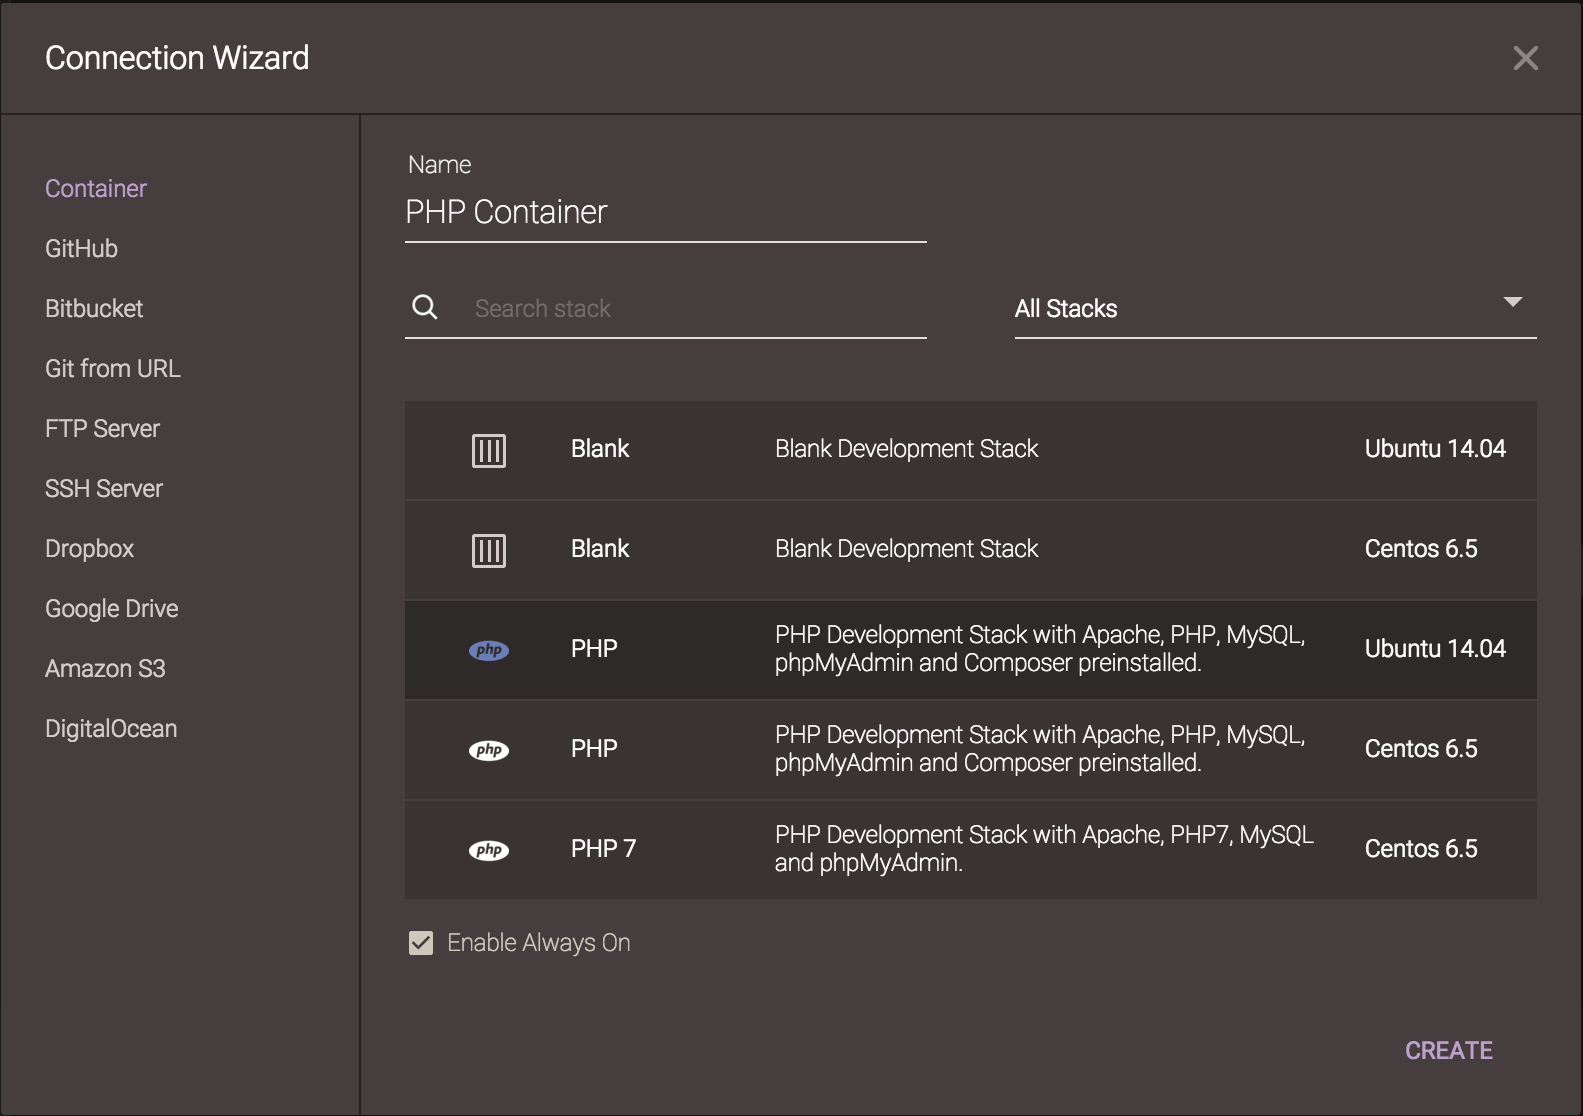 Connection Wizard
Container
GitHub
Bitbucket
Git from URL
FTP Server
SSH Server
Dropbox
Google Drive
Amazon S3
DigitalOcean
Name
PHP Container
Search stack
All Stacks
Blank
Blank Development Stack
Ubuntu 14.04
Blank
Blank Development Stack
Centos 6.5
php
PHP
PHP Development Stack with Apache, PHP, MySQL,
phpMyAdmin and Composer preinstalled.
Ubuntu 14.04
php
PHP
PHP Development Stack with Apache, PHP, MySQL,
phpMyAdmin and Composer preinstalled.
Centos 6.5
php
PHP 7
PHP Development Stack with Apache, PHP7, MySQL
and phpMyAdmin.
Centos 6.5
Enable Always On
CREATE